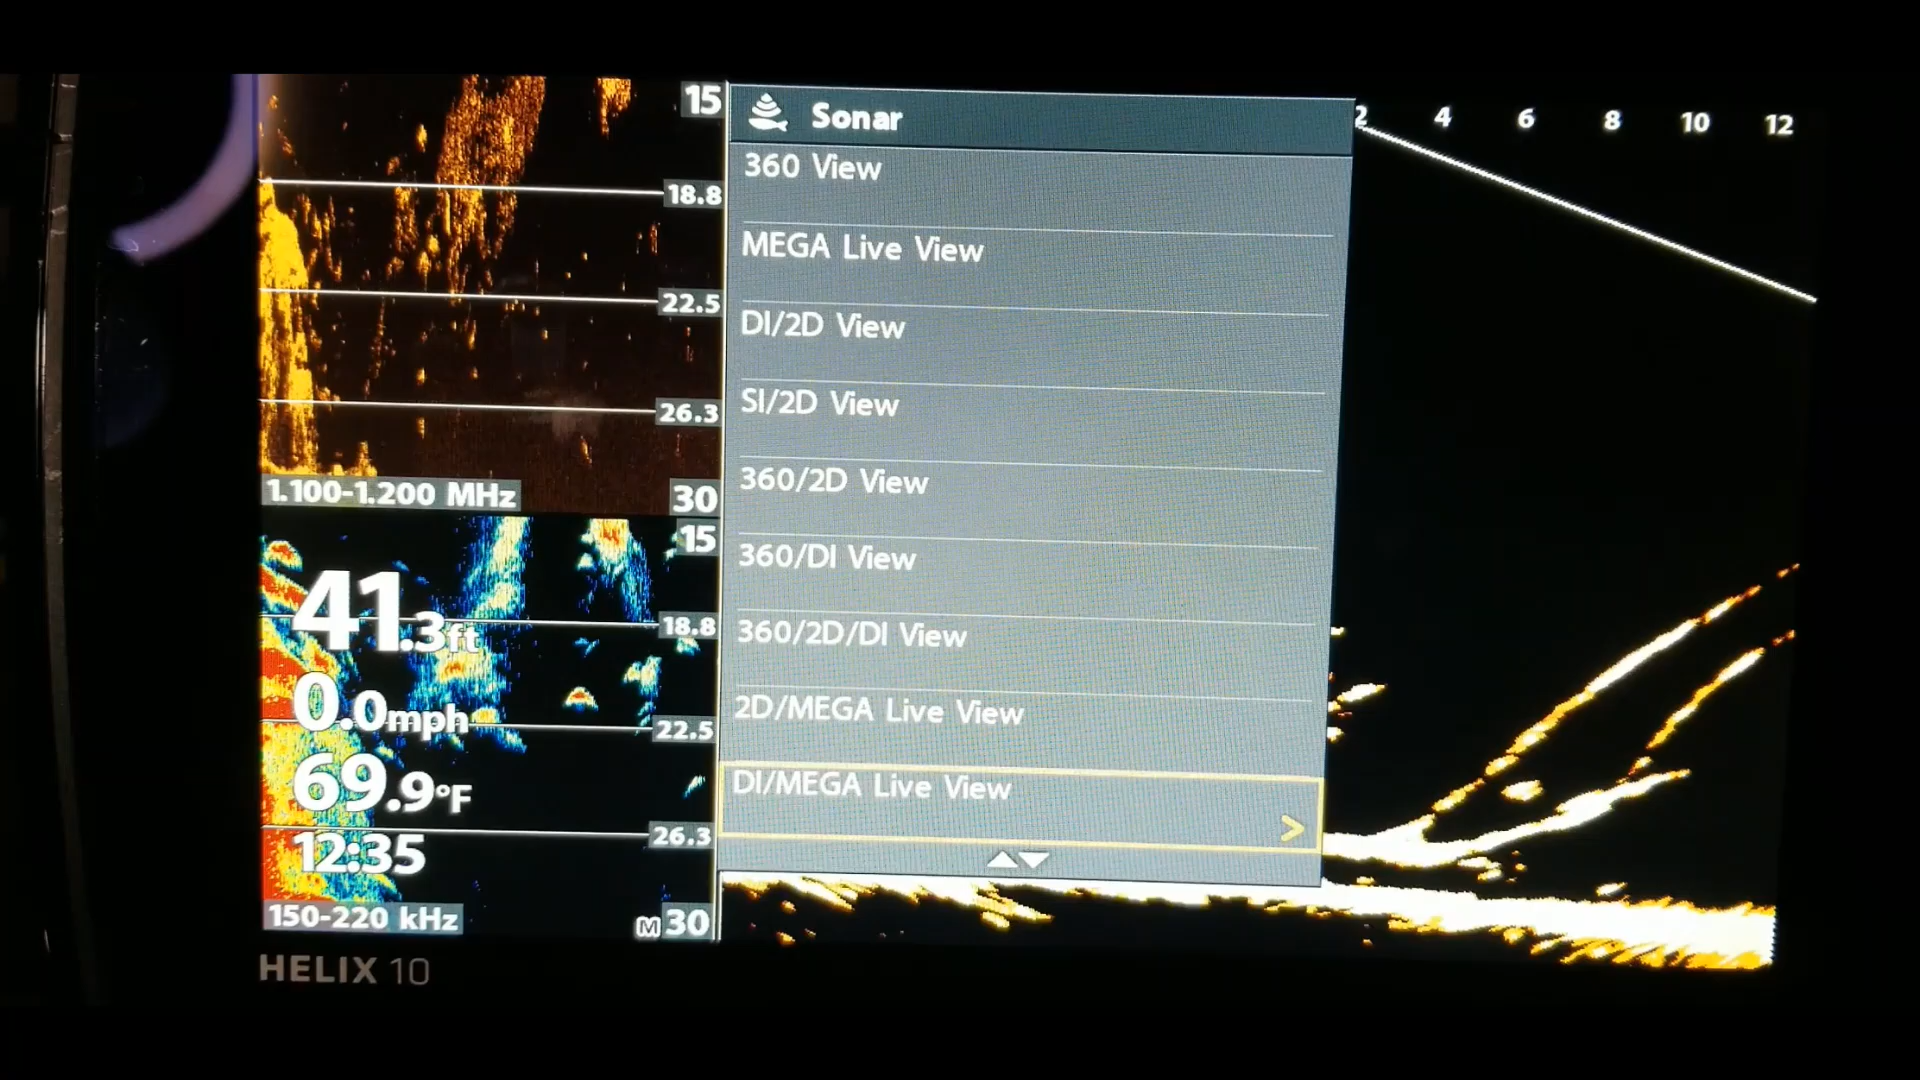 15
18.8
22.5
26.3
1.100-1.200 MHz
30
15
41.3ft
18.8
0.0mph
22.5
69.9°F
26.3
12:35
150-220 kHz
M 30
HELIX 10
Sonar
360 View
MEGA Live View
DI/2D View
SI/2D View
360/2D View
360/DI View
360/2D/DI View
2D/MEGA Live View
DI/MEGA Live View
>
2 4 6 8 10 12